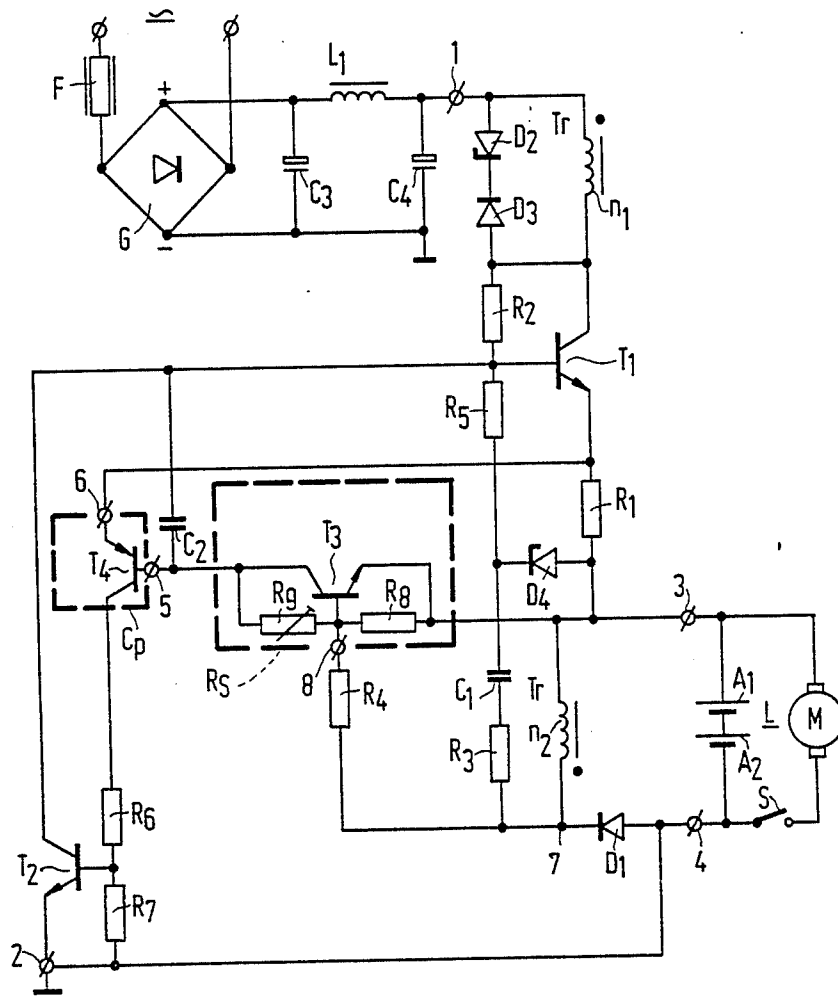 1
L1
F
+
Tr
D2
C3
C4
D3
n1
G
−
R2
T1
R5
6
R1
C2
T3
T4
5
D4
R9
R8
3
Cp
RS
8
R4
C1
Tr
A1
n2
L
M
R3
A2
S
R6
7
D1
4
T2
R7
2